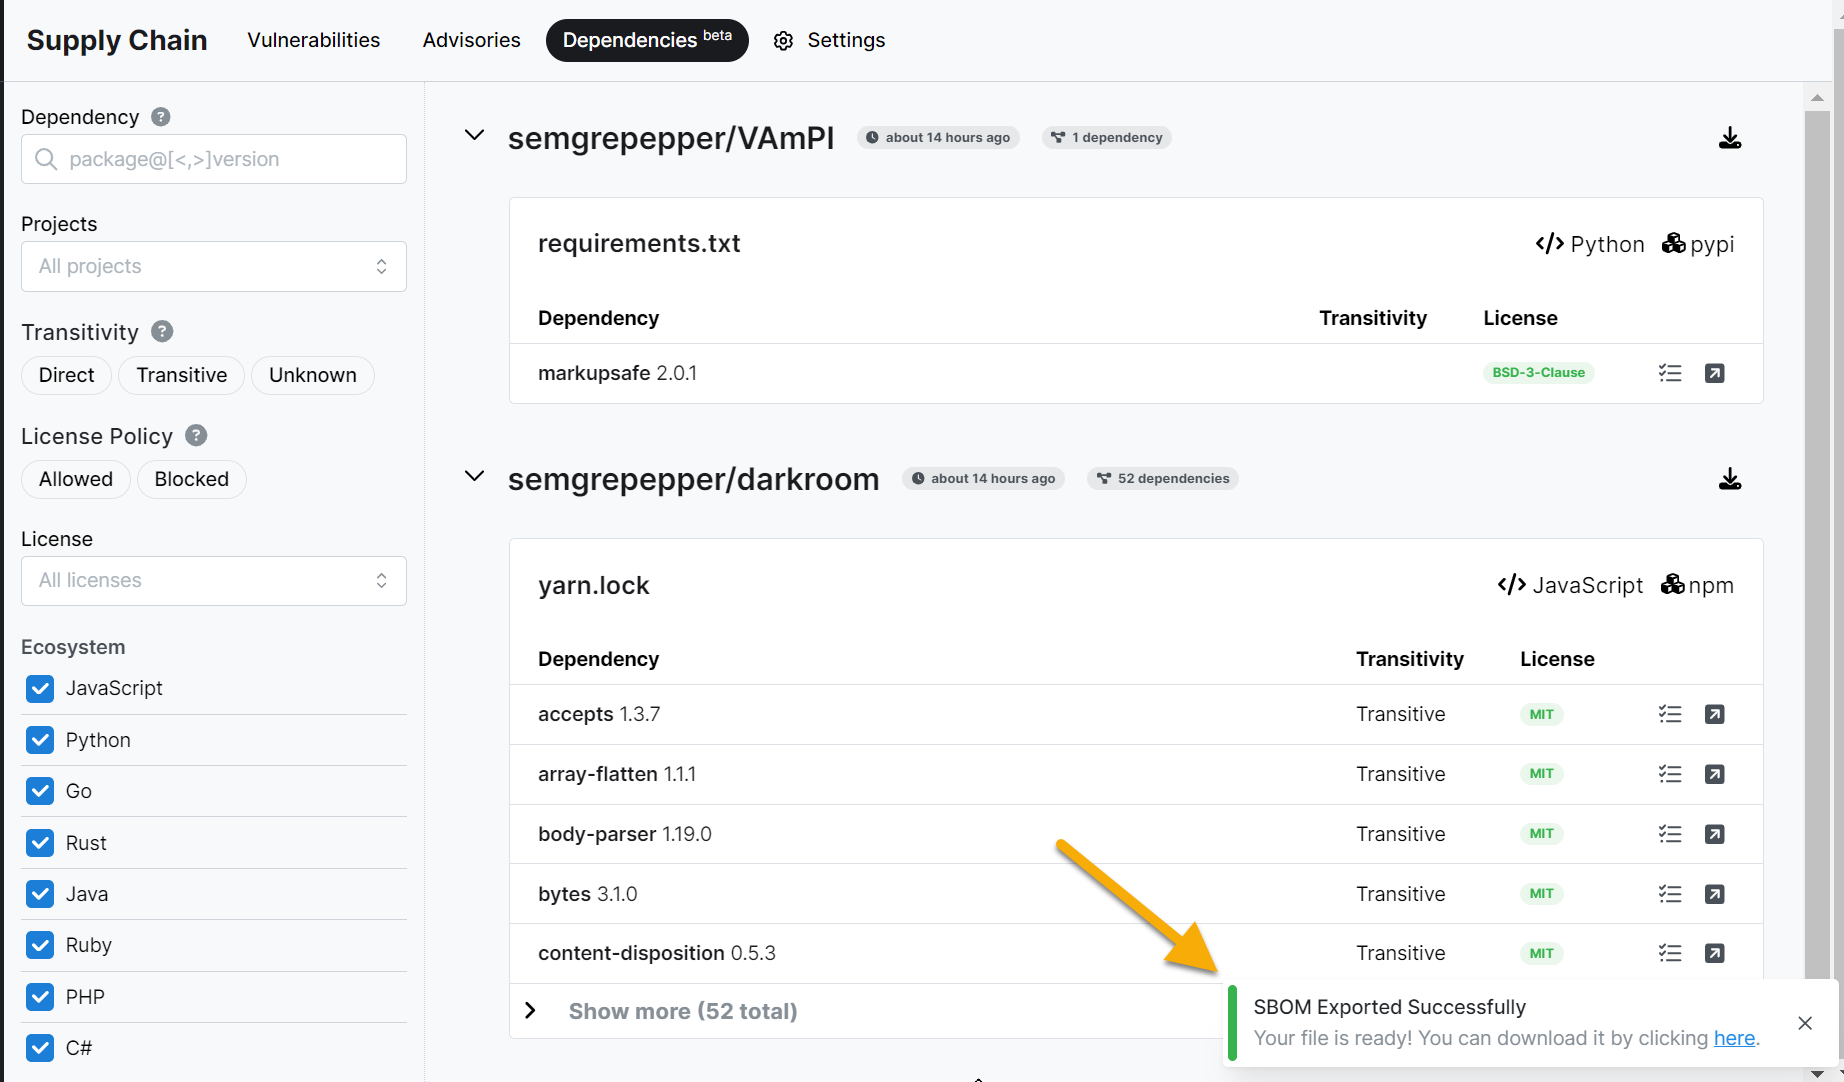 Supply Chain Vulnerabilities Advisories Dependencies beta Settings
Dependency ?
package@[<,>]version
Projects
All projects
Transitivity ?
Direct Transitive Unknown
License Policy ?
Allowed Blocked
License
All licenses
Ecosystem
JavaScript
Python
Go
Rust
Java
Ruby
PHP
C#
semgrepepper/VAmPI about 14 hours ago 1 dependency
requirements.txt </> Python pypi
Dependency Transitivity License
markupsafe 2.0.1 BSD-3-Clause
semgrepepper/darkroom about 14 hours ago 52 dependencies
yarn.lock </> JavaScript npm
Dependency Transitivity License
accepts 1.3.7 Transitive MIT
array-flatten 1.1.1 Transitive MIT
body-parser 1.19.0 Transitive MIT
bytes 3.1.0 Transitive MIT
content-disposition 0.5.3 Transitive MIT
Show more (52 total)
SBOM Exported Successfully
Your file is ready! You can download it by clicking here.